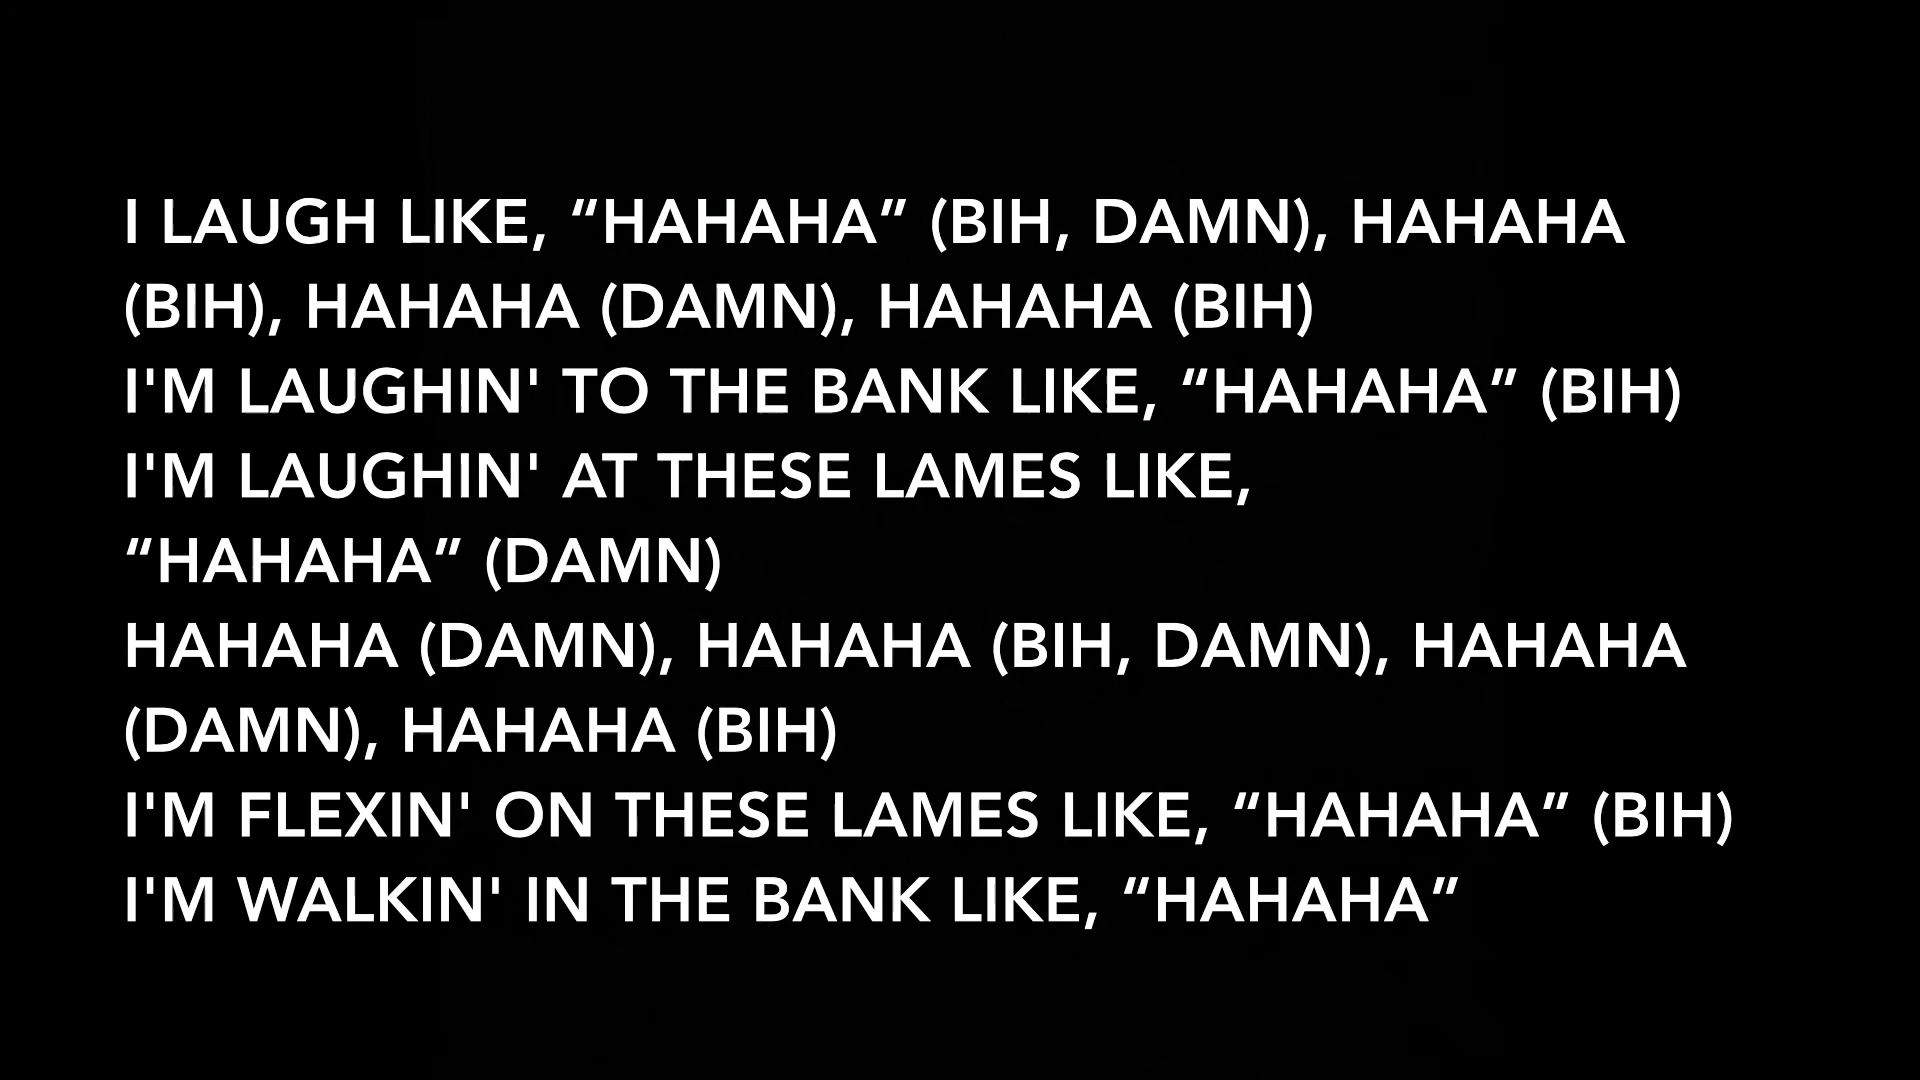 I LAUGH LIKE, “HAHAHA” (BIH, DAMN), HAHAHA
(BIH), HAHAHA (DAMN), HAHAHA (BIH)
I'M LAUGHIN' TO THE BANK LIKE, “HAHAHA” (BIH)
I'M LAUGHIN' AT THESE LAMES LIKE,
“HAHAHA” (DAMN)
HAHAHA (DAMN), HAHAHA (BIH, DAMN), HAHAHA
(DAMN), HAHAHA (BIH)
I'M FLEXIN' ON THESE LAMES LIKE, “HAHAHA” (BIH)
I'M WALKIN' IN THE BANK LIKE, “HAHAHA”